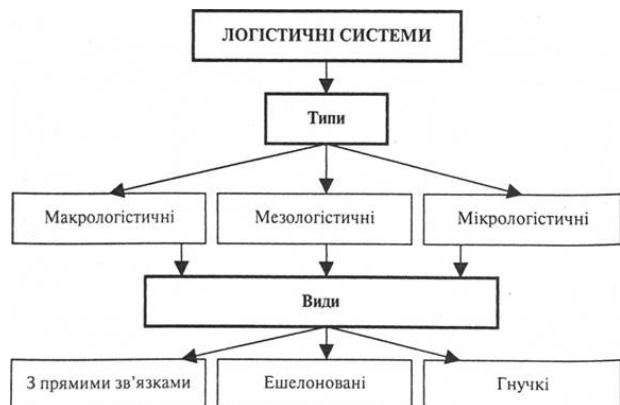 ЛОГІСТИЧНІ СИСТЕМИ
Типи
Макрологістичні
Мезологістичні
Мікрологістичні
Види
З прямими зв'язками
Ешелоновані
Гнучкі